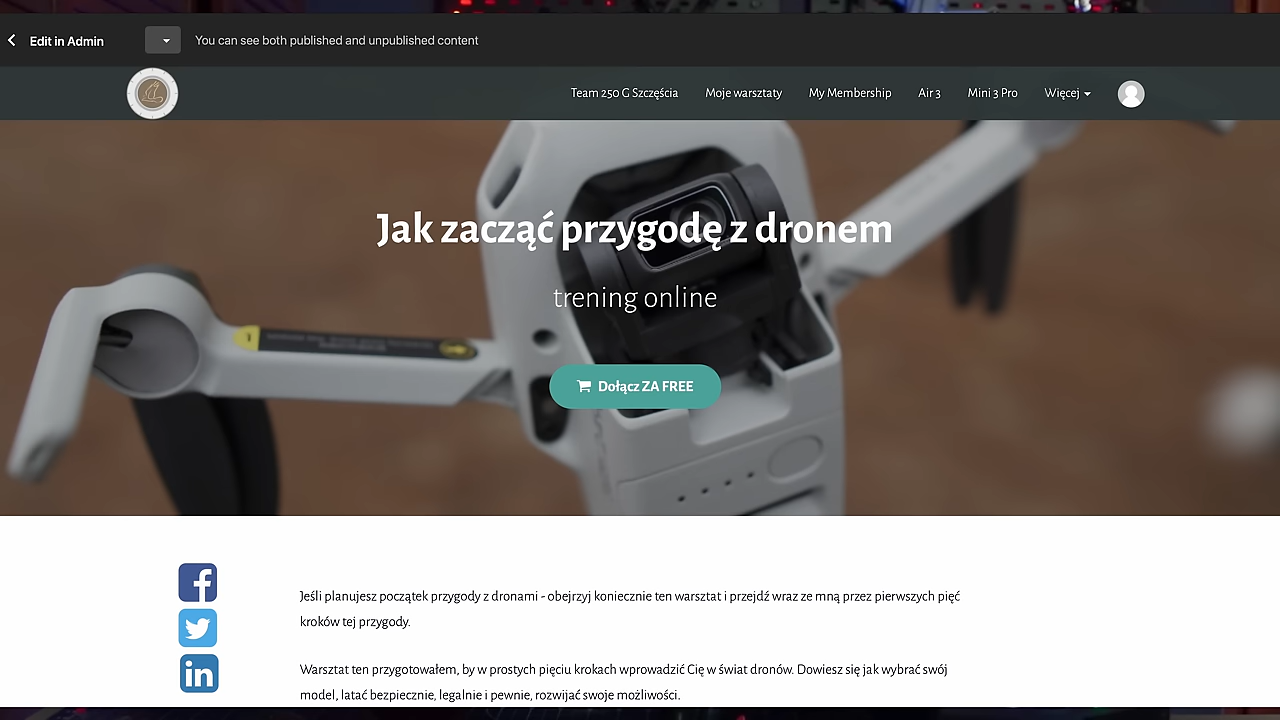 Edit in Admin
You can see both published and unpublished content
Team 250 G Szczęścia
Moje warsztaty
My Membership
Air 3
Mini 3 Pro
Więcej
Jak zacząć przygodę z dronem
trening online
Dołącz ZA FREE
Jeśli planujesz początek przygody z dronami - obejrzyj koniecznie ten warsztat i przejdź wraz ze mną przez pierwszych pięć
kroków tej przygody.
Warsztat ten przygotowałem, by w prostych pięciu krokach wprowadzić Cię w świat dronów. Dowiesz się jak wybrać swój
model, latać bezpiecznie, legalnie i pewnie, rozwijać swoje możliwości.